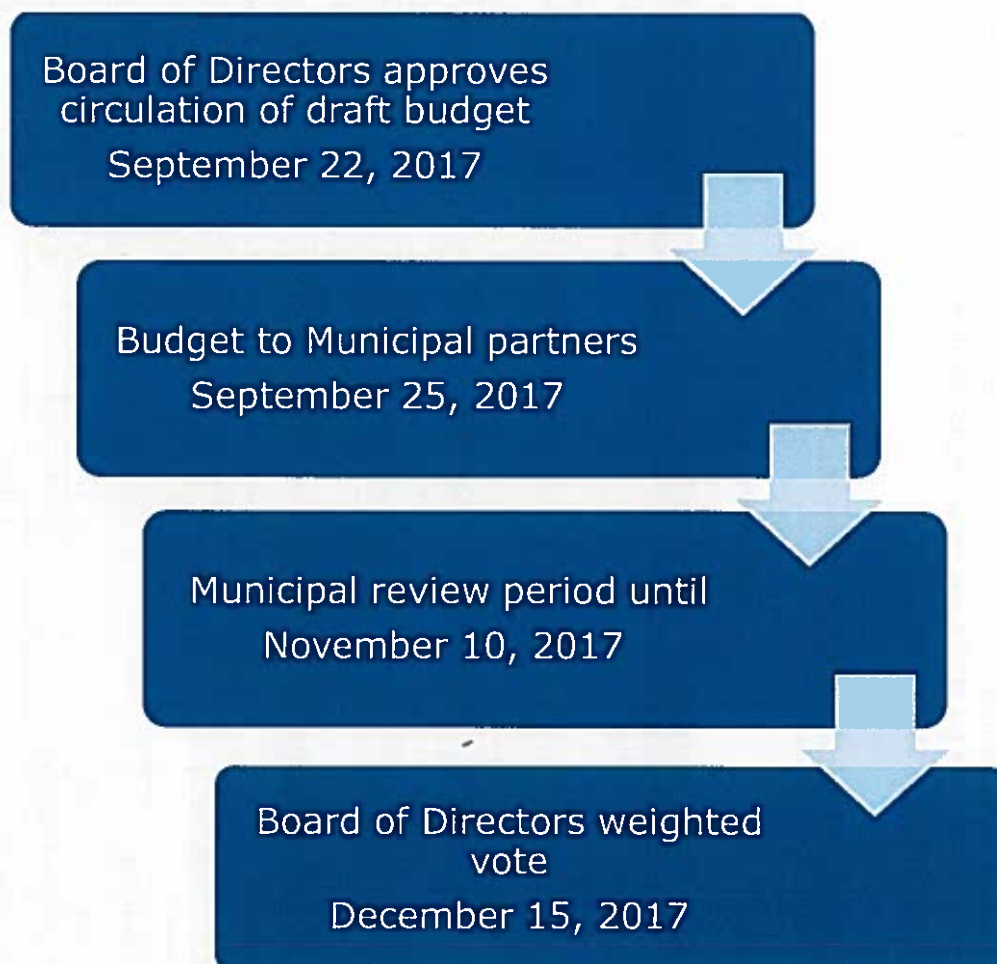 Board of Directors approves
circulation of draft budget
September 22, 2017
Budget to Municipal partners
September 25, 2017
Municipal review period until
November 10, 2017
Board of Directors weighted
vote
December 15, 2017